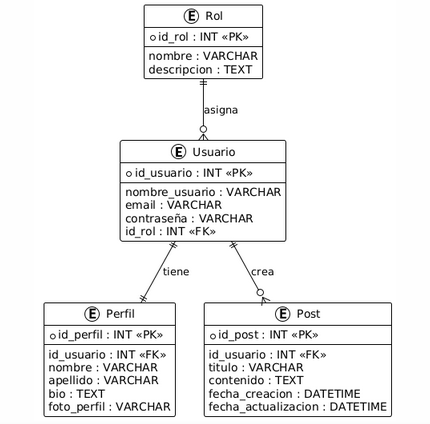 E Rol
id_rol : INT «PK»
nombre : VARCHAR
descripcion : TEXT
asigna
E Usuario
id_usuario : INT «PK»
nombre_usuario : VARCHAR
email : VARCHAR
contraseña : VARCHAR
id_rol : INT «FK»
tiene
crea
E Perfil
id_perfil : INT «PK»
id_usuario : INT «FK»
nombre : VARCHAR
apellido : VARCHAR
bio : TEXT
foto_perfil : VARCHAR
E Post
id_post : INT «PK»
id_usuario : INT «FK»
titulo : VARCHAR
contenido : TEXT
fecha_creacion : DATETIME
fecha_actualizacion : DATETIME